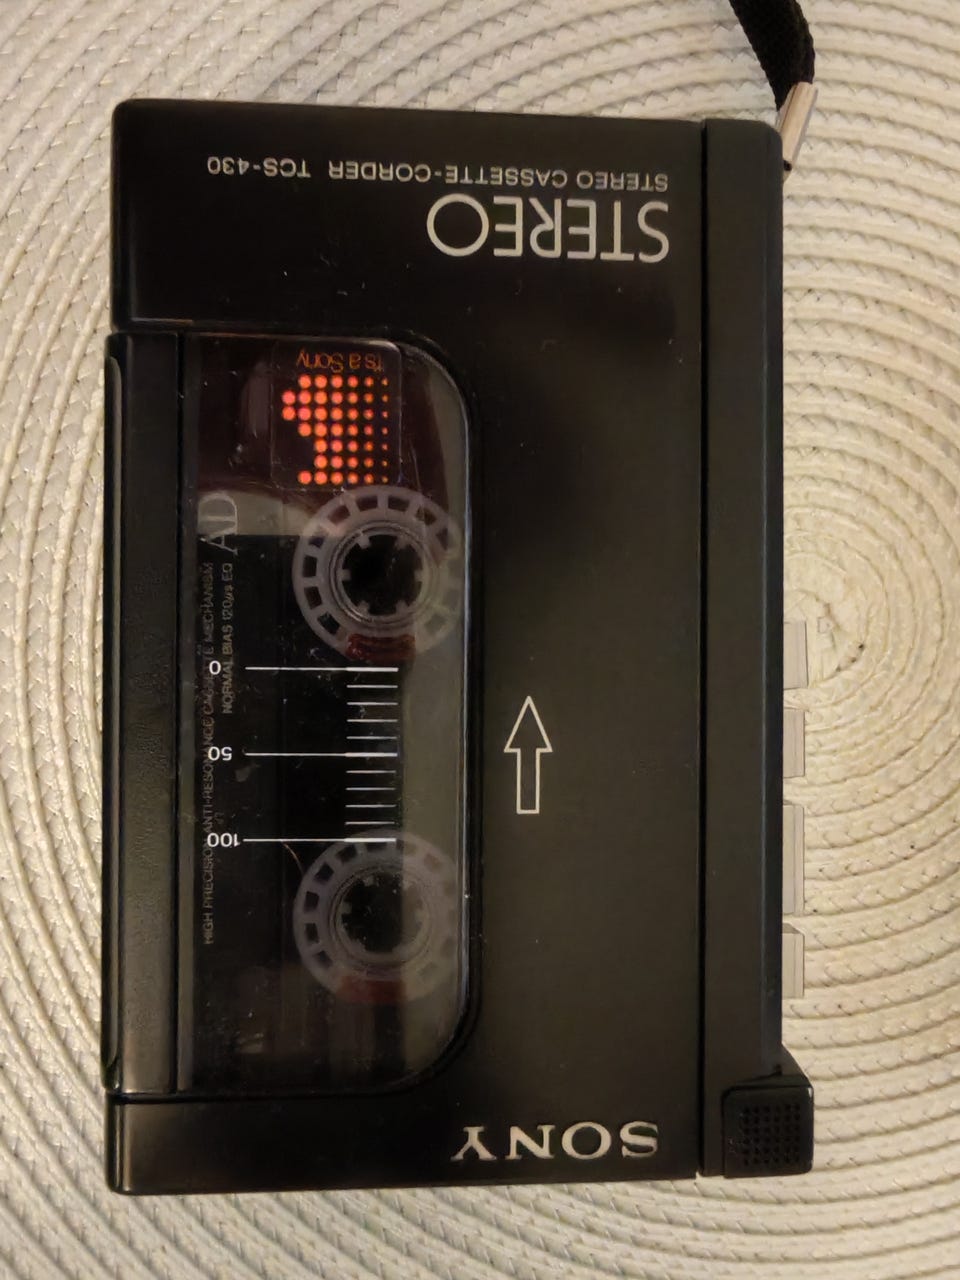 STEREO CASSETTE-CORDER TCS-430
STEREO
It's a Sony
AD
HIGH PRECISION ANTI-RESONANCE CASSETTE MECHANISM
NORMAL BIAS 120μs EQ
0
50
100
SONY